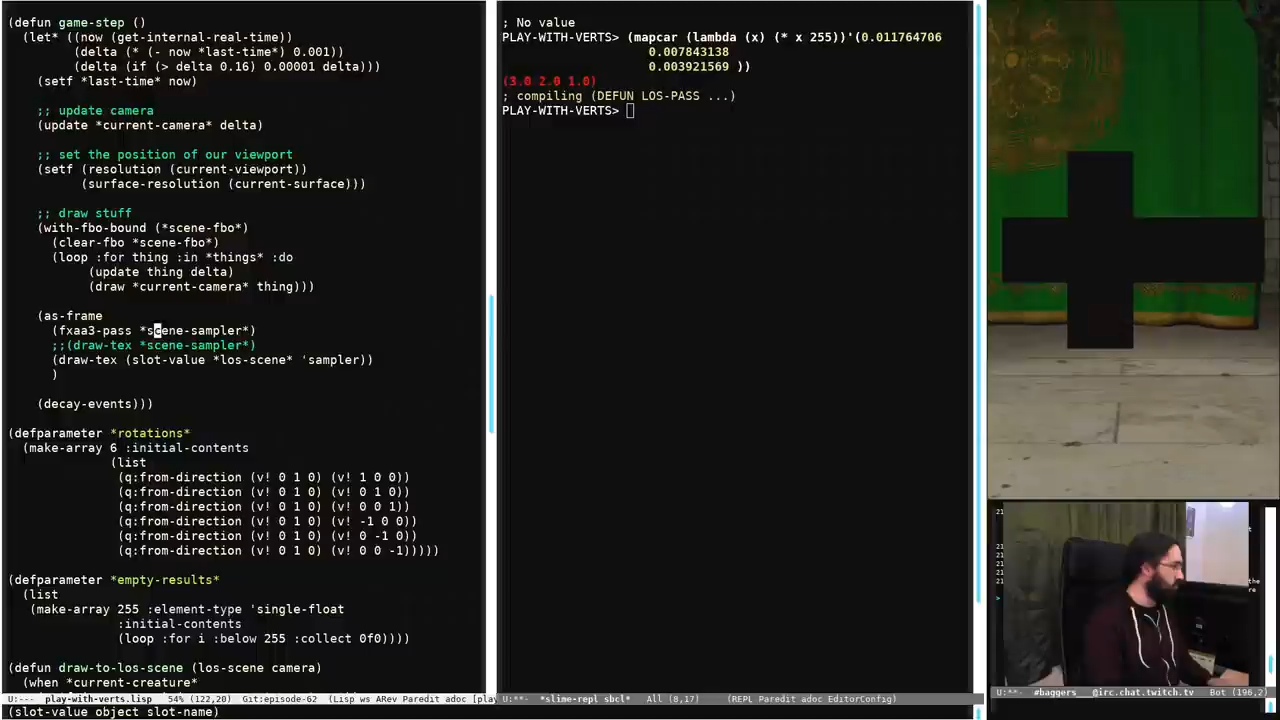 (defun game-step ()
  (let* ((now (get-internal-real-time))
         (delta (* (- now *last-time*) 0.001))
         (delta (if (> delta 0.16) 0.00001 delta)))
    (setf *last-time* now)
    ;; update camera
    (update *current-camera* delta)
    ;; set the position of our viewport
    (setf (resolution (current-viewport))
          (surface-resolution (current-surface)))
    ;; draw stuff
    (with-fbo-bound (*scene-fbo*)
      (clear-fbo *scene-fbo*)
      (loop :for thing :in *things* :do
           (update thing delta)
           (draw *current-camera* thing)))
    (as-frame
      (fxaa3-pass *scene-sampler*)
      ;;(draw-tex *scene-sampler*)
      (draw-tex (slot-value *los-scene* 'sampler))
      )
    (decay-events)))
(defparameter *rotations*
  (make-array 6 :initial-contents
              (list
               (q:from-direction (v! 0 1 0) (v! 1 0 0))
               (q:from-direction (v! 0 1 0) (v! 0 1 0))
               (q:from-direction (v! 0 1 0) (v! 0 0 1))
               (q:from-direction (v! 0 1 0) (v! -1 0 0))
               (q:from-direction (v! 0 1 0) (v! 0 -1 0))
               (q:from-direction (v! 0 1 0) (v! 0 0 -1)))))
(defparameter *empty-results*
  (list
   (make-array 255 :element-type 'single-float
               :initial-contents
               (loop :for i :below 255 :collect 0f0))))
(defun draw-to-los-scene (los-scene camera)
  (when *current-creature*
U:--- play-with-verts.lisp 54% (122,20) Git:episode-62 (Lisp ws ARev Paredit adoc [pla
(slot-value object slot-name)
; No value
PLAY-WITH-VERTS> (mapcar (lambda (x) (* x 255))'(0.011764706
                    0.007843138
                    0.003921569 ))
(3.0 2.0 1.0)
; compiling (DEFUN LOS-PASS ...)
PLAY-WITH-VERTS>
U:**- *slime-repl sbcl* All (8,17) (REPL Paredit adoc EditorConfig)
U:**- #baggers @irc.chat.twitch.tv Bot (196,2)